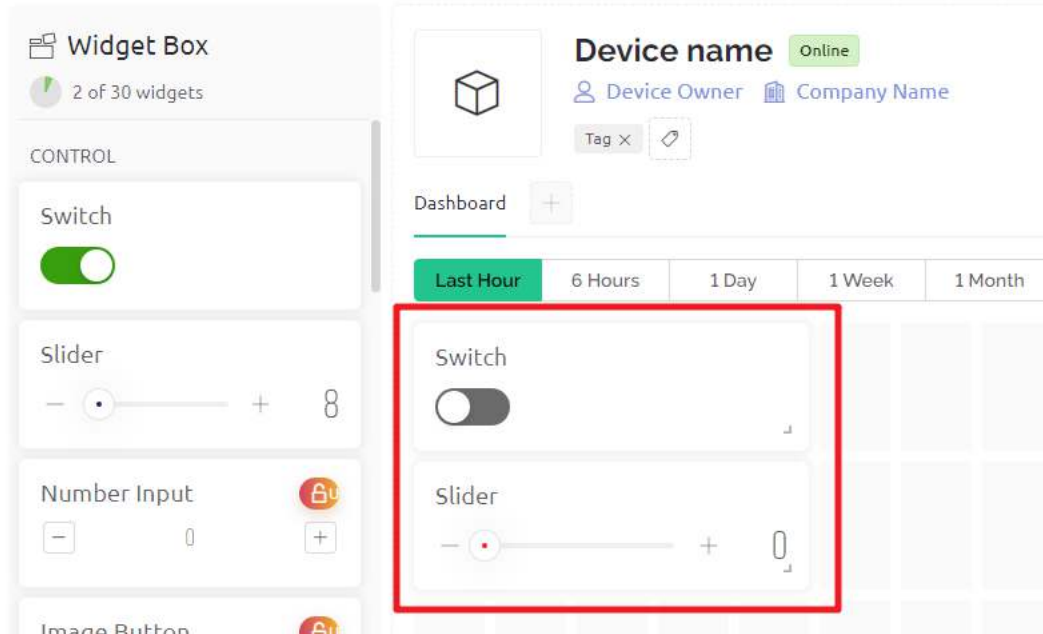 Widget Box
2 of 30 widgets
CONTROL
Switch
Slider
8
Number Input
0
Image Button
Device name Online
Device Owner Company Name
Tag
Dashboard
Last Hour 6 Hours 1 Day 1 Week 1 Month
Switch
Slider
0